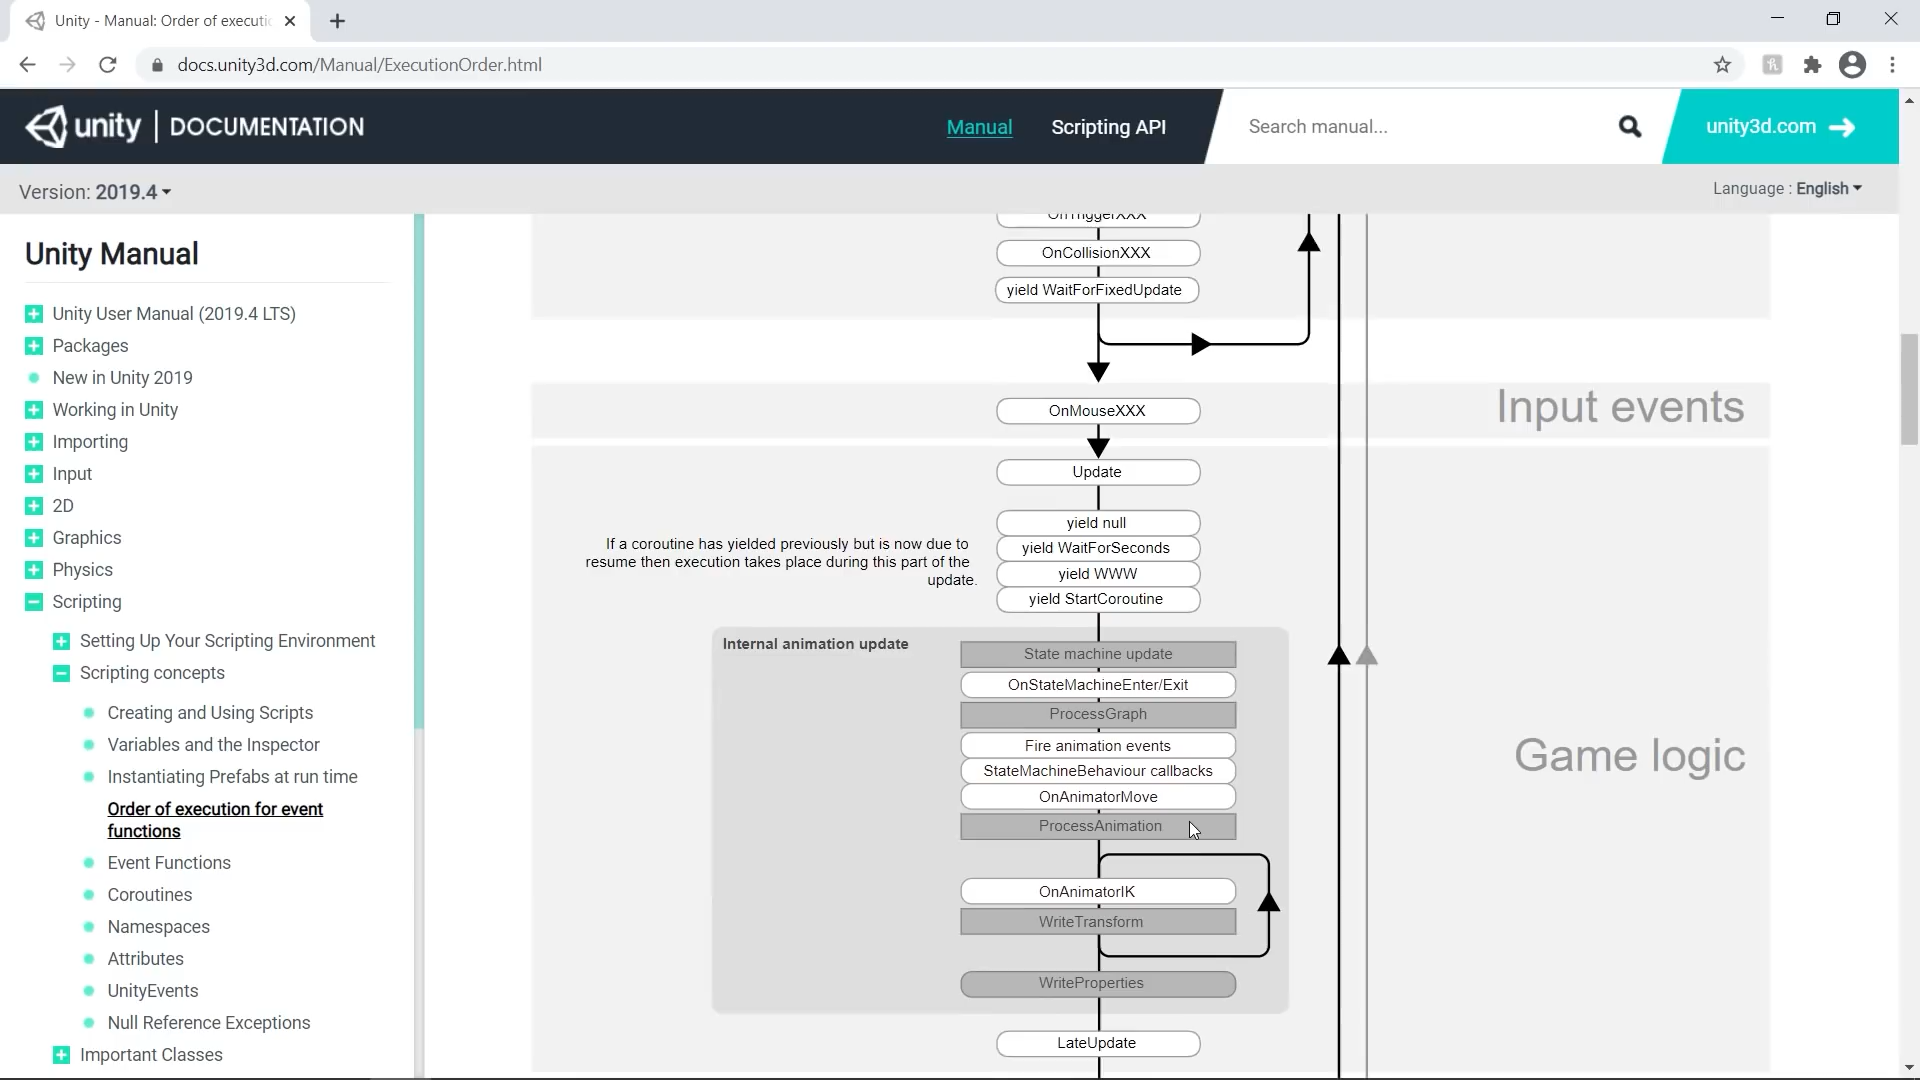 Unity - Manual: Order of executi
docs.unity3d.com/Manual/ExecutionOrder.html
unity | DOCUMENTATION
Manual
Scripting API
Search manual...
unity3d.com
Version: 2019.4
Language : English
Unity Manual
Unity User Manual (2019.4 LTS)
Packages
New in Unity 2019
Working in Unity
Importing
Input
2D
Graphics
Physics
Scripting
Setting Up Your Scripting Environment
Scripting concepts
Creating and Using Scripts
Variables and the Inspector
Instantiating Prefabs at run time
Order of execution for event
functions
Event Functions
Coroutines
Namespaces
Attributes
UnityEvents
Null Reference Exceptions
Important Classes
OnTriggerXXX
OnCollisionXXX
yield WaitForFixedUpdate
OnMouseXXX
Input events
Update
yield null
yield WaitForSeconds
yield WWW
yield StartCoroutine
If a coroutine has yielded previously but is now due to
resume then execution takes place during this part of the
update.
Internal animation update
State machine update
OnStateMachineEnter/Exit
ProcessGraph
Fire animation events
StateMachineBehaviour callbacks
OnAnimatorMove
ProcessAnimation
OnAnimatorIK
WriteTransform
WriteProperties
LateUpdate
Game logic